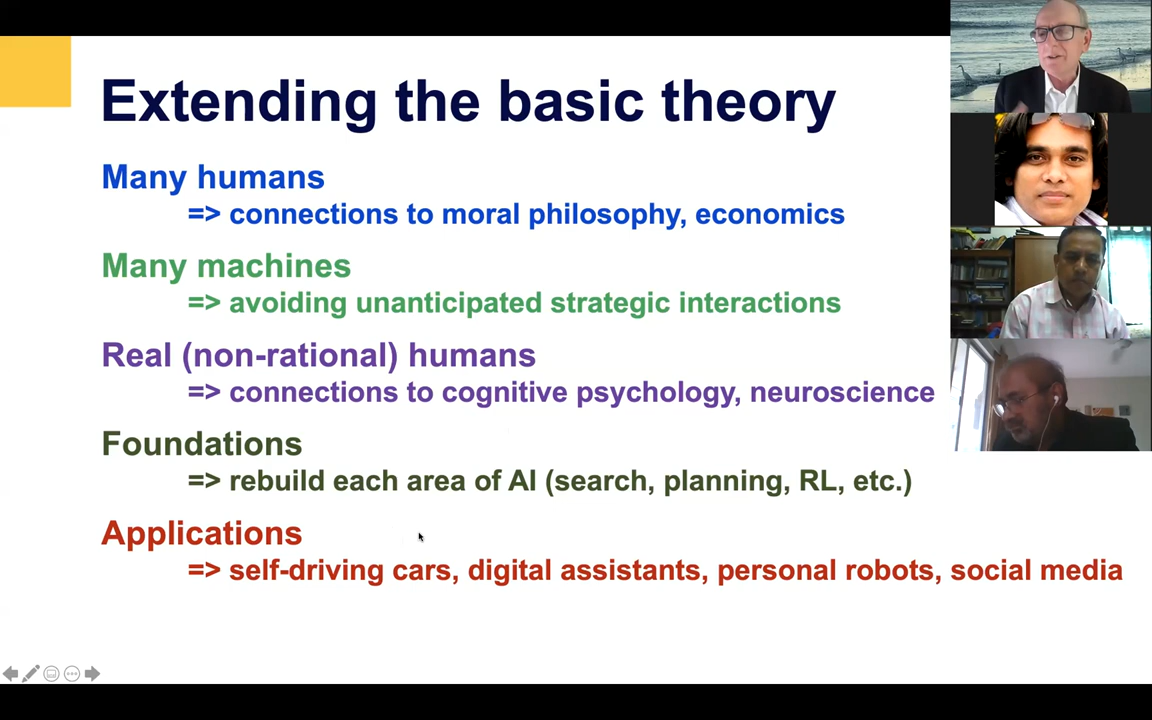 Extending the basic theory
Many humans
=> connections to moral philosophy, economics
Many machines
=> avoiding unanticipated strategic interactions
Real (non-rational) humans
=> connections to cognitive psychology, neuroscience
Foundations
=> rebuild each area of AI (search, planning, RL, etc.)
Applications
=> self-driving cars, digital assistants, personal robots, social media